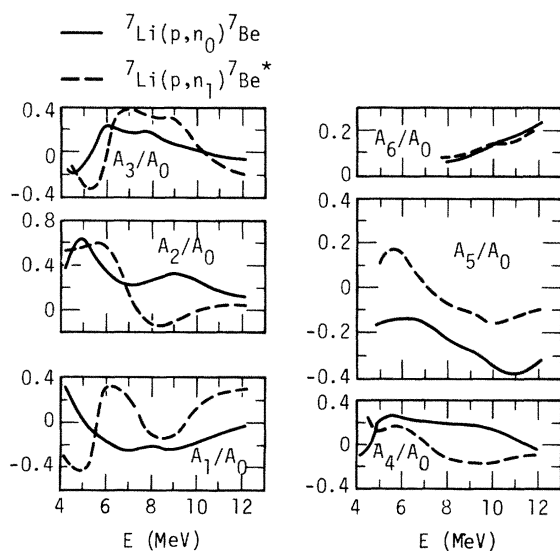 ⁷Li(p,n₀)⁷Be
⁷Li(p,n₁)⁷Be*
0.4
0
-0.4
A₃/A₀
0.8
0.4
0
A₂/A₀
0.4
0
-0.4
A₁/A₀
4 6 8 10 12
E (MeV)
0.2
0
A₆/A₀
0.4
0.2
0
-0.2
-0.4
A₅/A₀
0.4
0
-0.4
A₄/A₀
4 6 8 10 12
E (MeV)